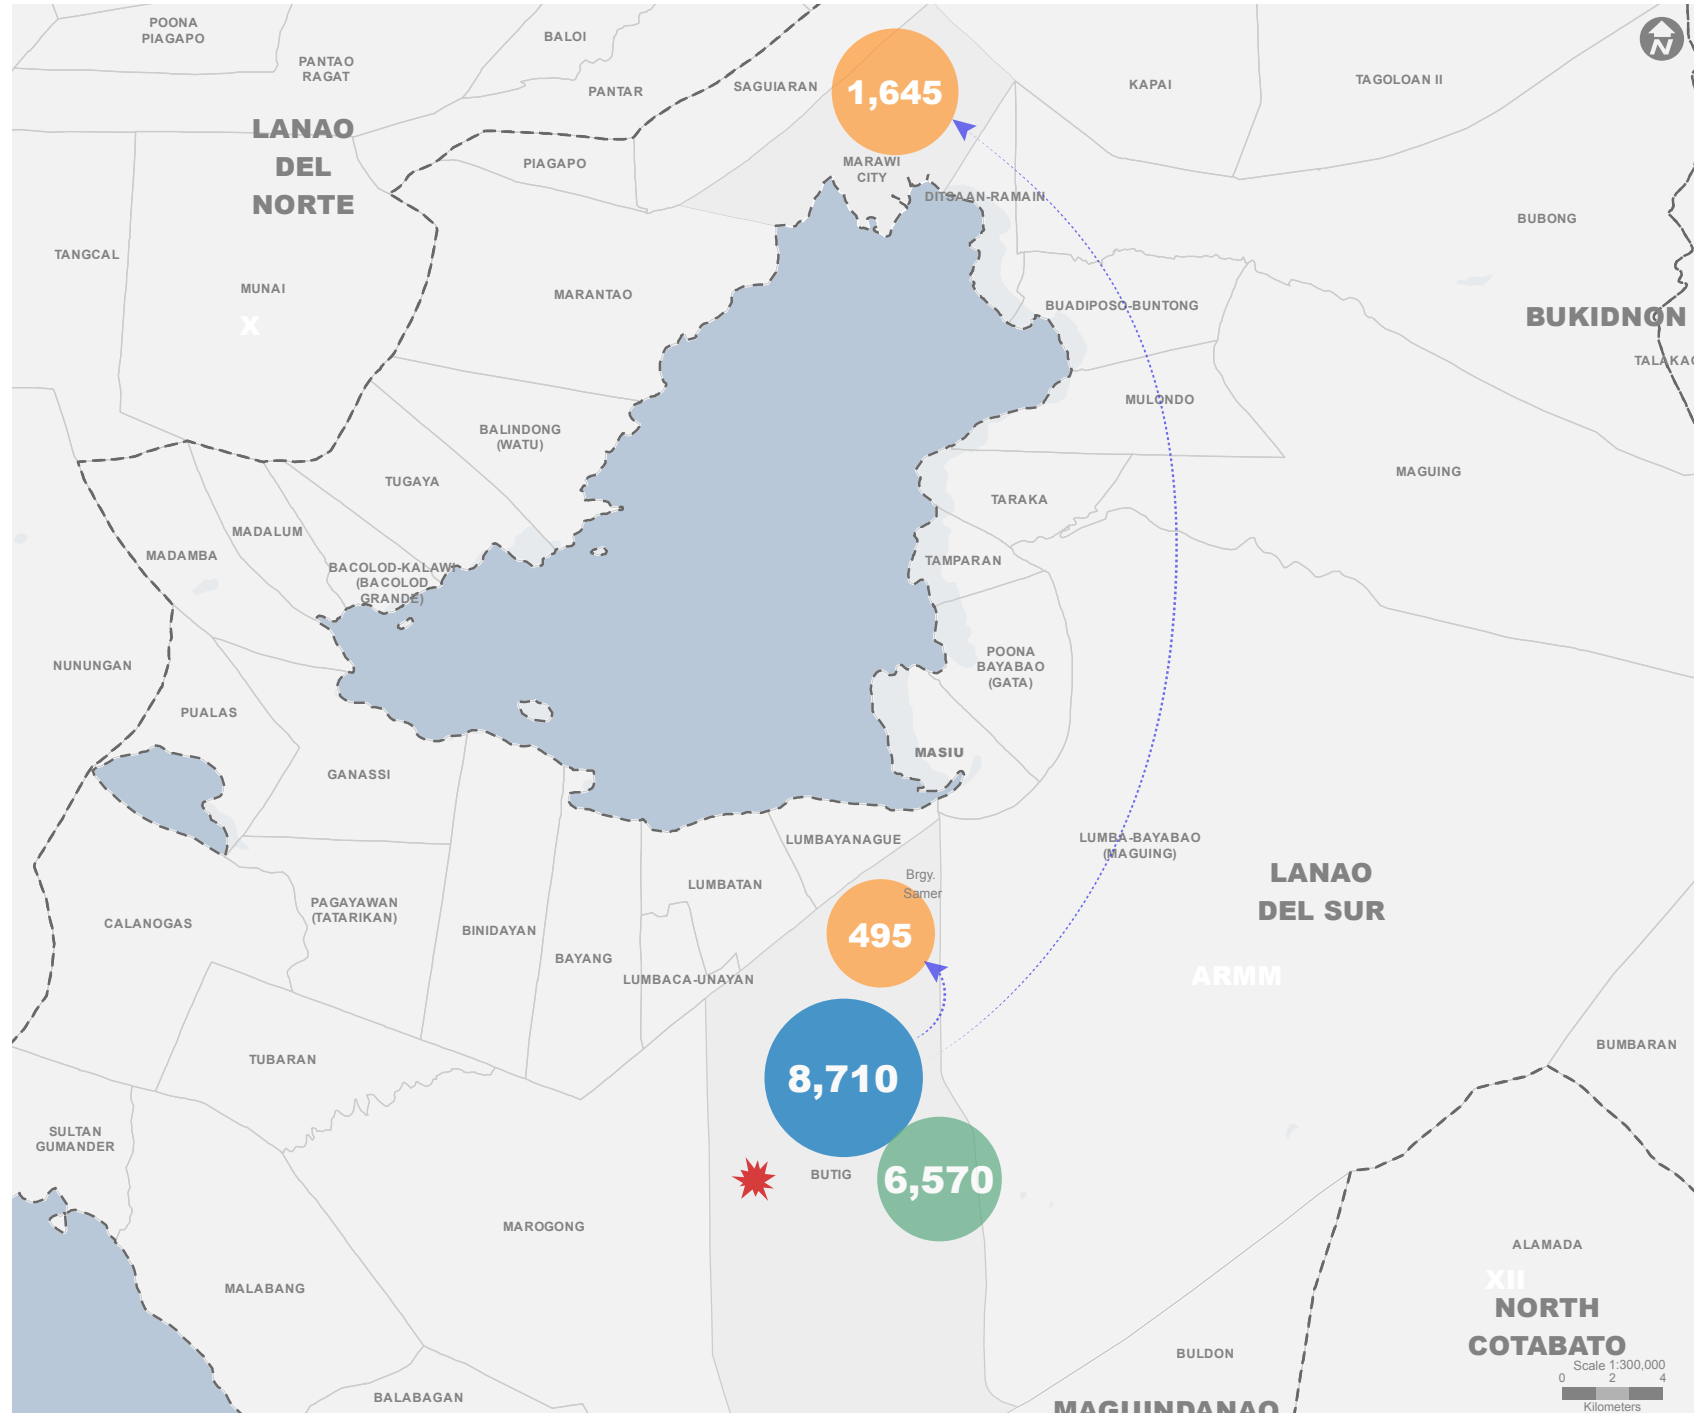 POONA
PIAGAPO
BALOI
PANTAO
RAGAT
PANTAR
SAGUIARAN
1,645
KAPAI
TAGOLOAN II
N
LANAO
DEL
NORTE
PIAGAPO
MARAWI
CITY
DITSAAN-RAMAIN
BUBONG
TANGCAL
MUNAI
X
MARANTAO
BUADIPOSO-BUNTONG
BUKIDNON
TALAKAG
MULONDO
BALINDONG
(WATU)
TUGAYA
MAGUING
TARAKA
MADALUM
MADAMBA
BACOLOD-KALAWI
(BACOLOD
GRANDE)
TAMPARAN
NUNUNGAN
POONA
BAYABAO
(GATA)
PUALAS
MASIU
GANASSI
LUMBAYANAGUE
LUMBA-BAYABAO
(MAGUING)
LANAO
DEL SUR
Brgy.
Samer
LUMBATAN
PAGAYAWAN
(TATARIKAN)
CALANOGAS
BINIDAYAN
495
BAYANG
LUMBACA-UNAYAN
ARMM
TUBARAN
BUMBARAN
8,710
SULTAN
GUMANDER
BUTIG
6,570
MAROGONG
ALAMADA
XII
MALABANG
NORTH
COTABATO
BULDON
Scale 1:300,000
0 2 4
Kilometers
BALABAGAN
MAGUINDANAO